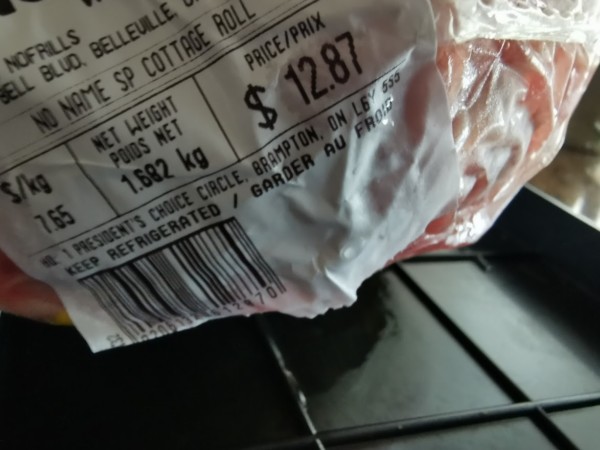 NOFRILLS
BELL BLVD, BELLEVILLE,
NO NAME SP COTTAGE ROLL
PRICE/PRIX
$ 12.87
NET WEIGHT
POIDS NET
1.682 kg
$/kg
7.65
NO. 1 PRESIDENT'S CHOICE CIRCLE, BRAMPTON, ON L6Y 5S5
KEEP REFRIGERATED / GARDER AU FROID